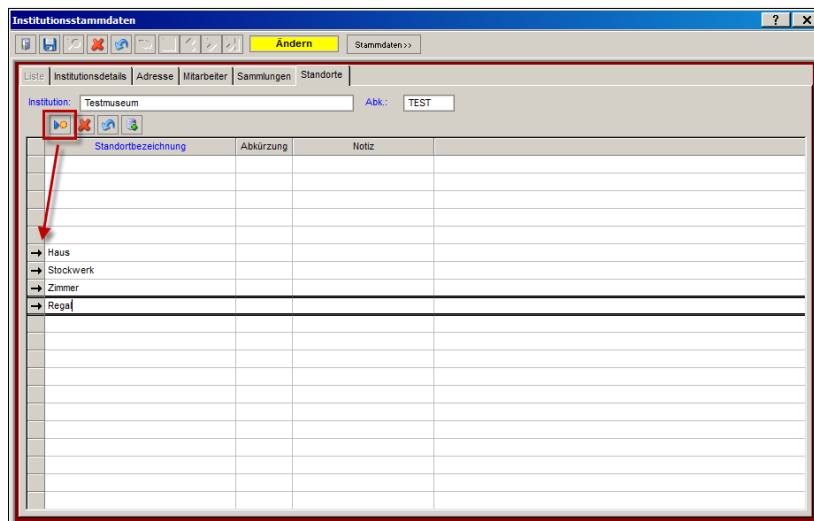 Institutionsstammdaten ? X
Ändern Stammdaten>>
Liste Institutionsdetails Adresse Mitarbeiter Sammlungen Standorte
Institution: Testmuseum Abk.: TEST
Standortbezeichnung Abkürzung Notiz
Haus
Stockwerk
Zimmer
Regal